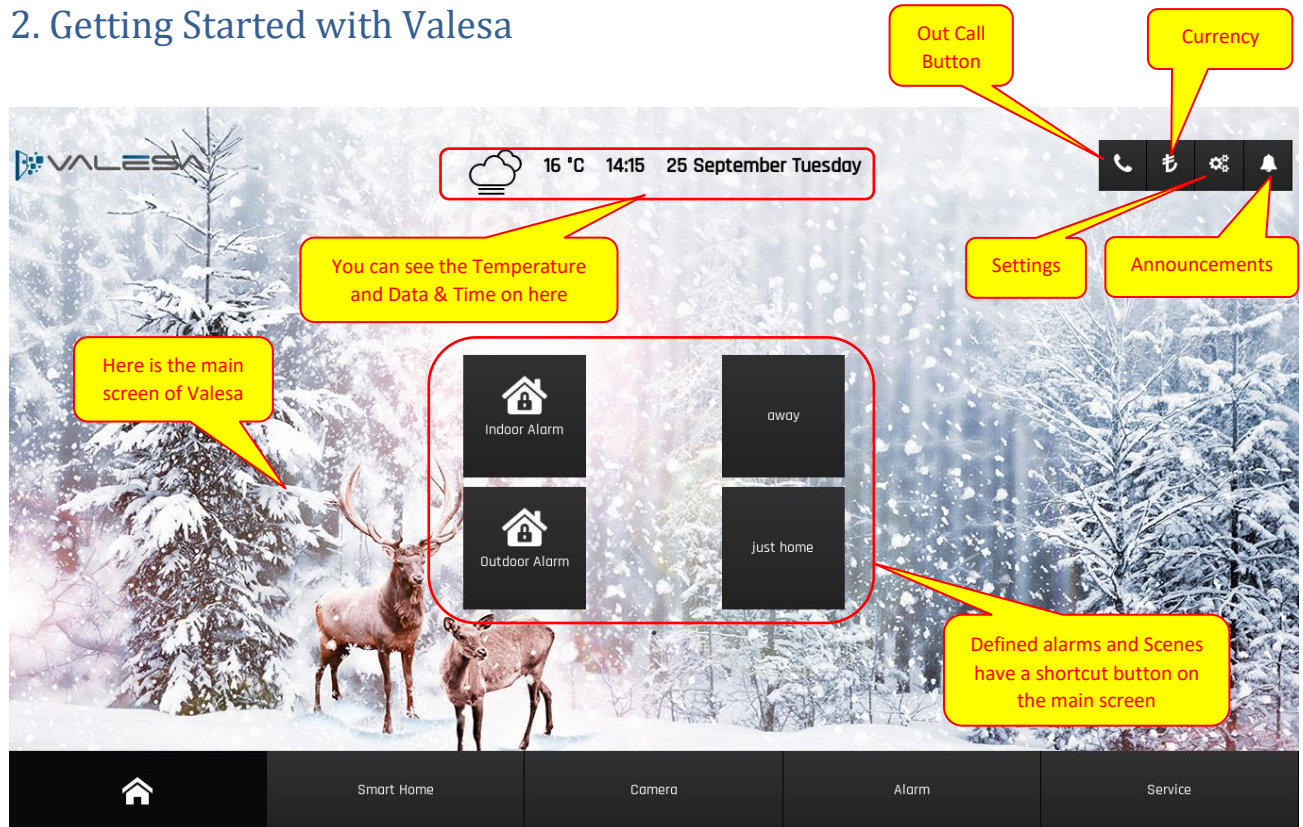 2. Getting Started with Valesa
Out Call
Button
Currency
VALESA
16 °C 14:15 25 September Tuesday
You can see the Temperature
and Data & Time on here
Settings
Announcements
Here is the main
screen of Valesa
Indoor Alarm
away
Outdoor Alarm
just home
Defined alarms and Scenes
have a shortcut button on
the main screen
Smart Home
Camera
Alarm
Service